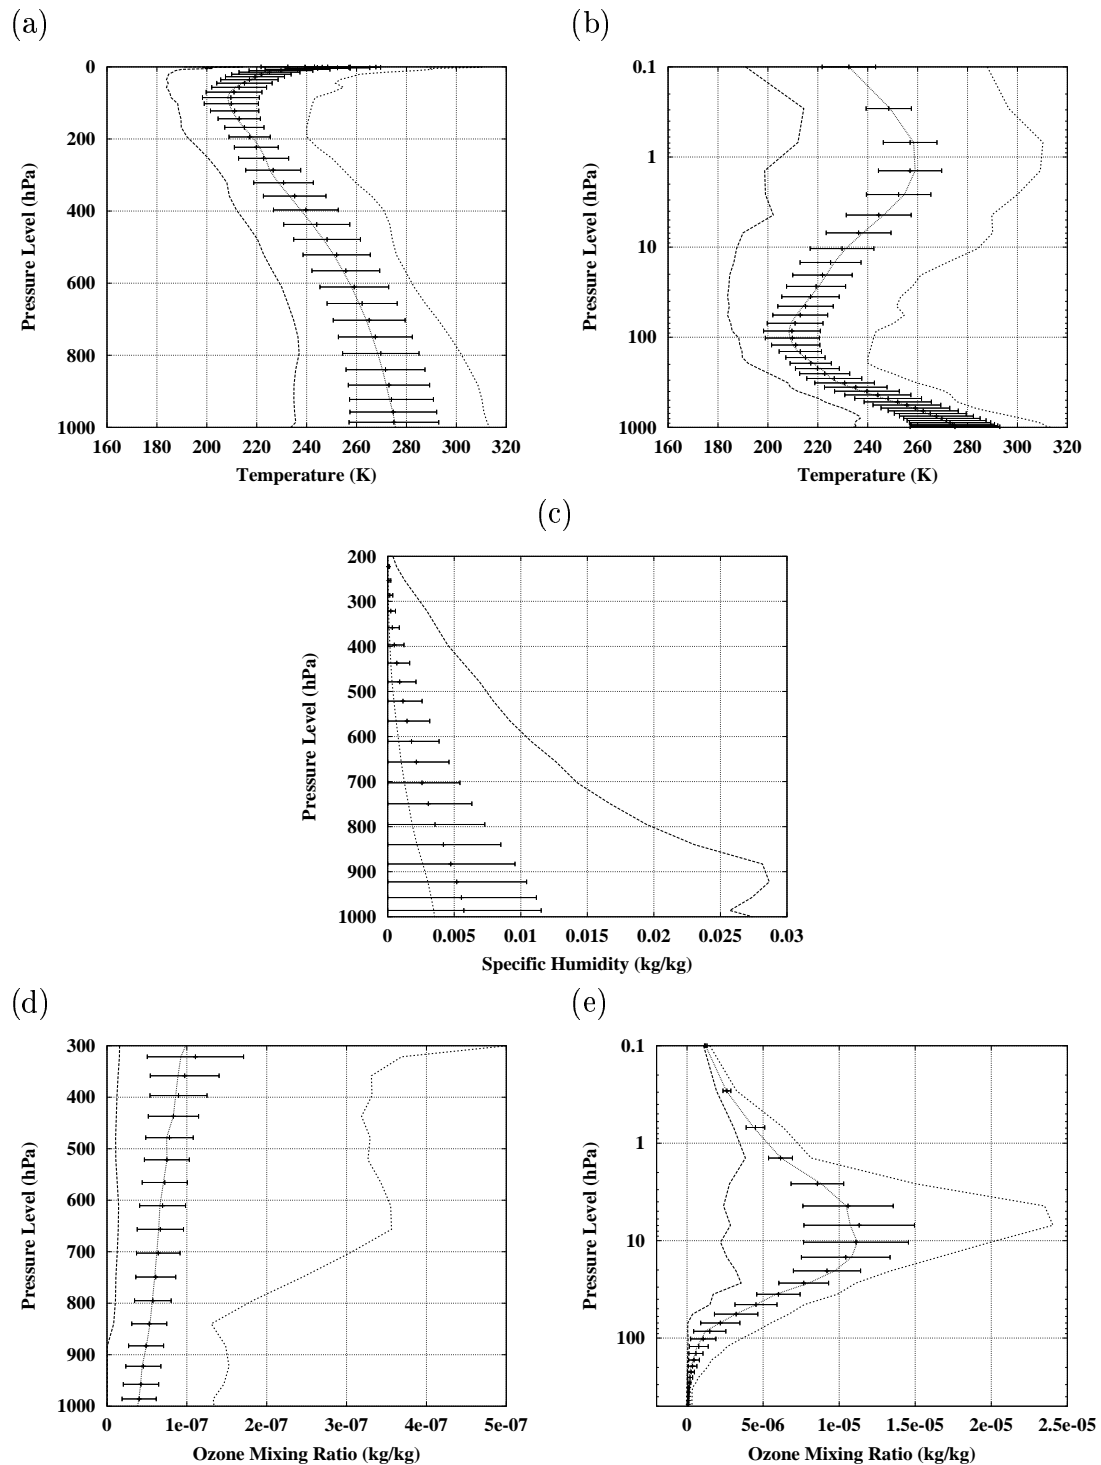 (a)
0
200
400
600
800
1000
160 180 200 220 240 260 280 300 320
Pressure Level (hPa)
Temperature (K)
(b)
0.1
1
10
100
1000
160 180 200 220 240 260 280 300 320
Pressure Level (hPa)
Temperature (K)
(c)
200
300
400
500
600
700
800
900
1000
0 0.005 0.01 0.015 0.02 0.025 0.03
Pressure Level (hPa)
Specific Humidity (kg/kg)
(d)
300
400
500
600
700
800
900
1000
0 1e-07 2e-07 3e-07 4e-07 5e-07
Pressure Level (hPa)
Ozone Mixing Ratio (kg/kg)
(e)
0.1
1
10
100
0 5e-06 1e-05 1.5e-05 2e-05 2.5e-05
Pressure Level (hPa)
Ozone Mixing Ratio (kg/kg)